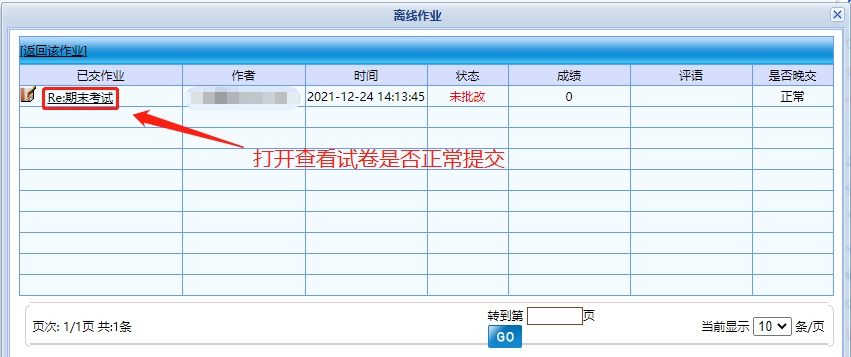 离线作业
[返回该作业]
已交作业 作者 时间 状态 成绩 评语 是否晚交
Re:期末考试 2021-12-24 14:13:45 未批改 0 正常
打开查看试卷是否正常提交
页次: 1/1页 共:1条 转到第 页 当前显示 10 条/页
GO